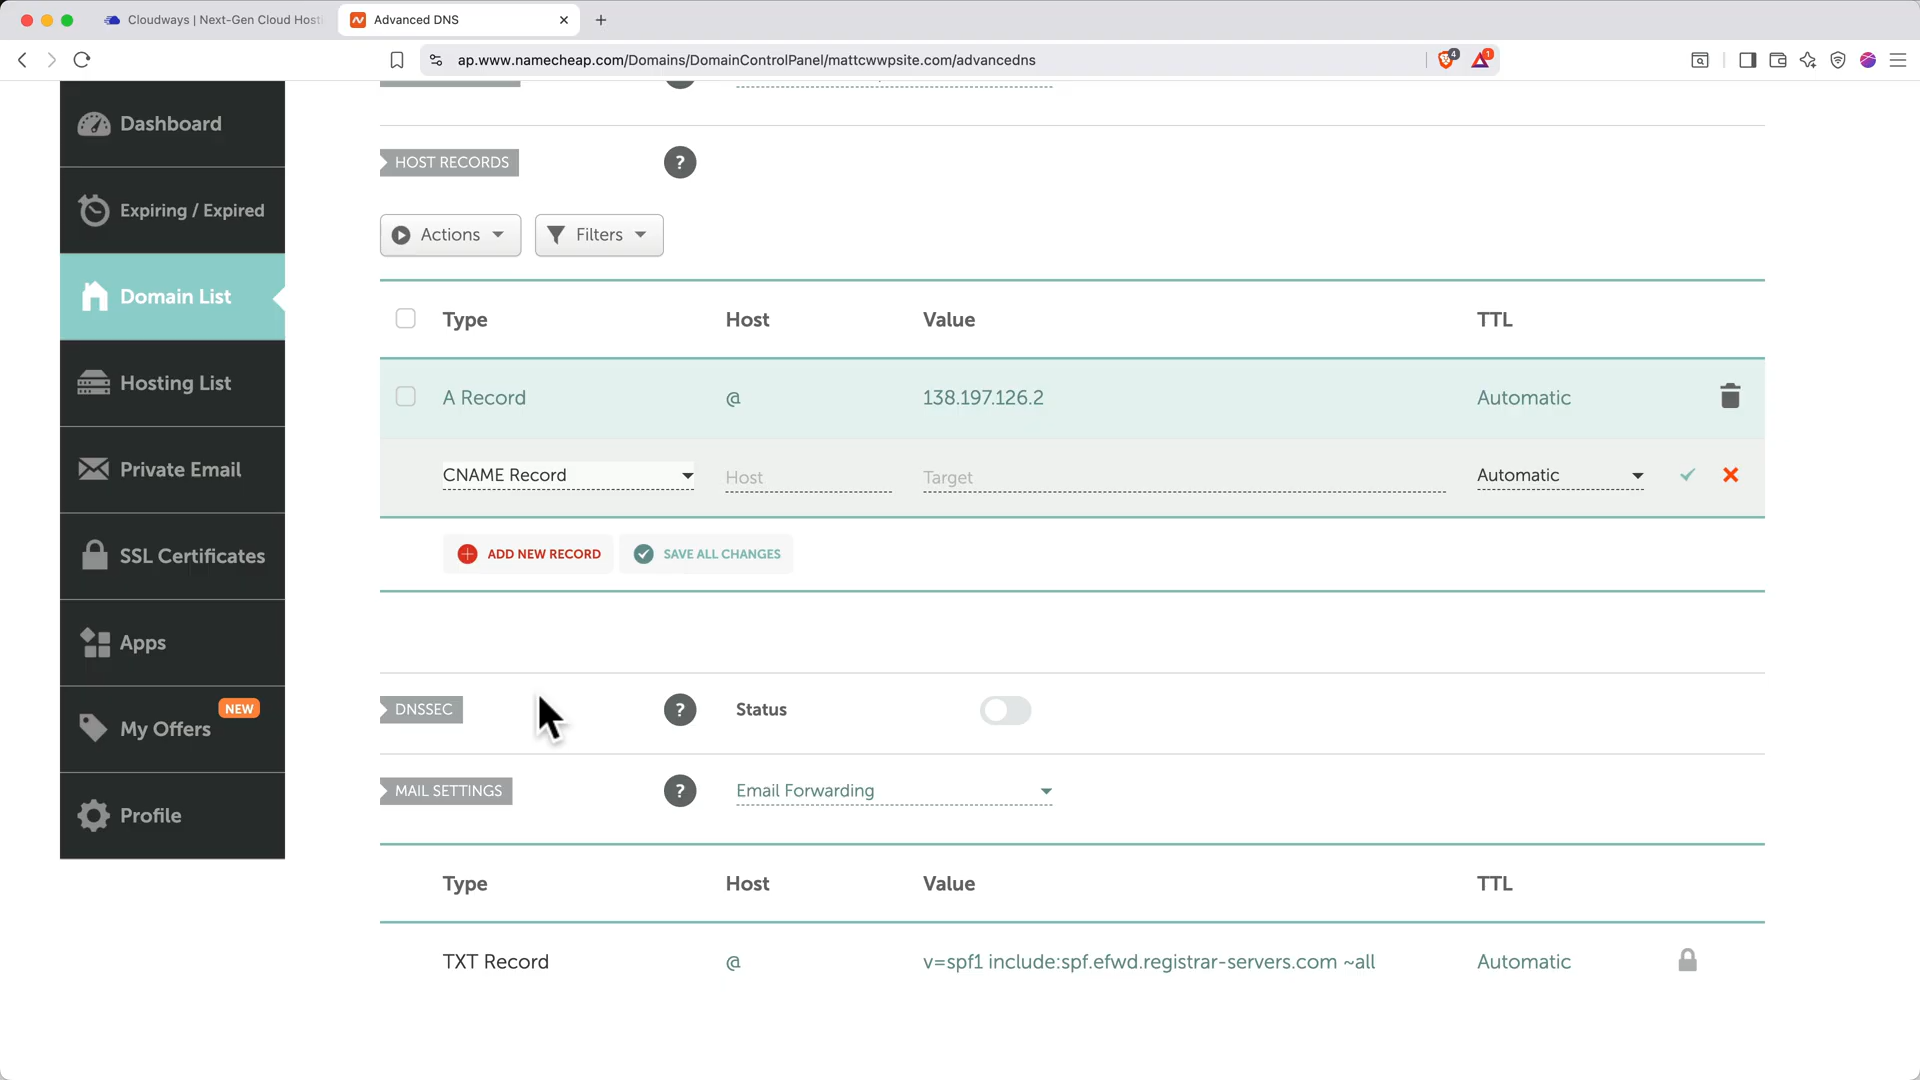 Cloudways | Next-Gen Cloud Hosti
Advanced DNS
ap.www.namecheap.com/Domains/DomainControlPanel/mattcwwpsite.com/advancedns
4
1
Dashboard
Expiring / Expired
Domain List
Hosting List
Private Email
SSL Certificates
Apps
NEW
My Offers
Profile
HOST RECORDS
?
Actions
Filters
Type Host Value TTL
A Record @ 138.197.126.2 Automatic
CNAME Record Host Target Automatic
ADD NEW RECORD
SAVE ALL CHANGES
DNSSEC ? Status
MAIL SETTINGS ? Email Forwarding
Type Host Value TTL
TXT Record @ v=spf1 include:spf.efwd.registrar-servers.com ~all Automatic